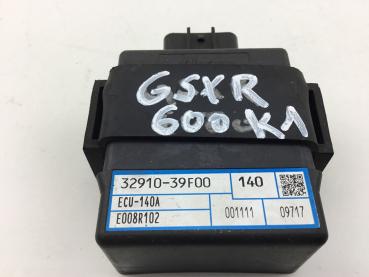 GSXR
600 K1
32910-39F00 140
ECU-140A
E008R102 001111 09717